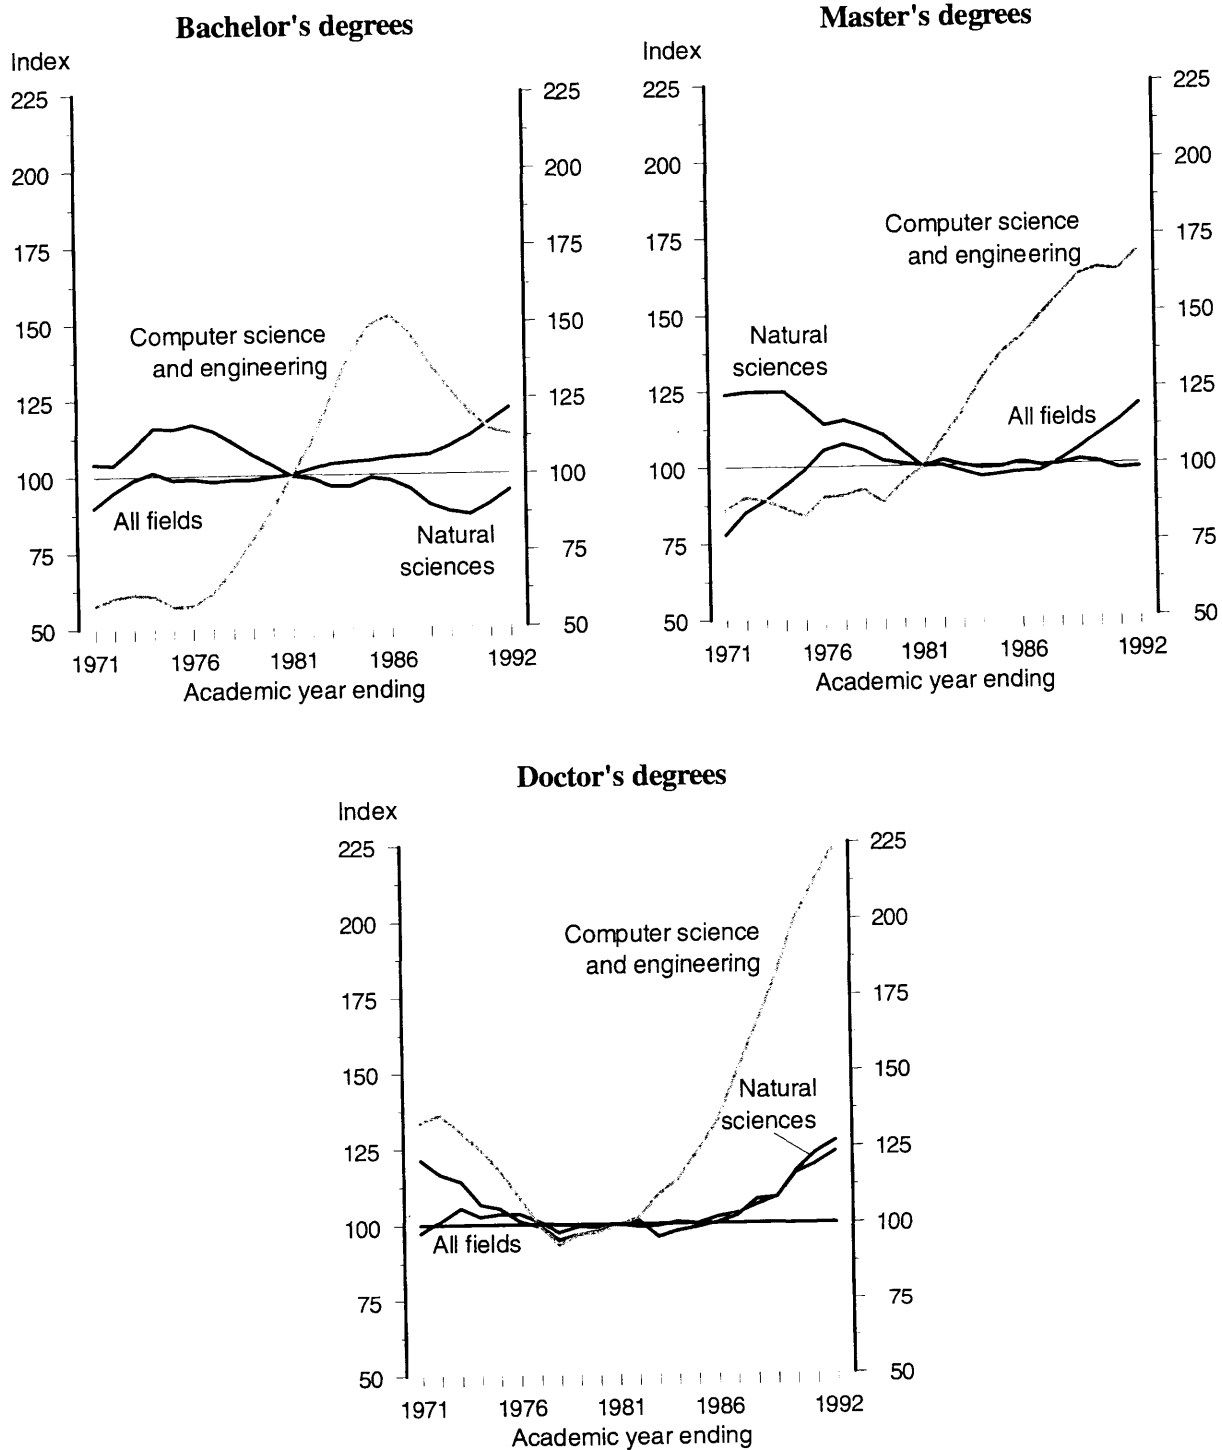 Bachelor's degrees
Index
225
200
175
150
125
100
75
50
225
200
175
150
125
100
75
50
Computer science
and engineering
All fields
Natural
sciences
1971 1976 1981 1986 1992
Academic year ending
Master's degrees
Index
225
200
175
150
125
100
75
50
225
200
175
150
125
100
75
50
Computer science
and engineering
Natural
sciences
All fields
1971 1976 1981 1986 1992
Academic year ending
Doctor's degrees
Index
225
200
175
150
125
100
75
50
225
200
175
150
125
100
75
50
Computer science
and engineering
Natural
sciences
All fields
1971 1976 1981 1986 1992
Academic year ending